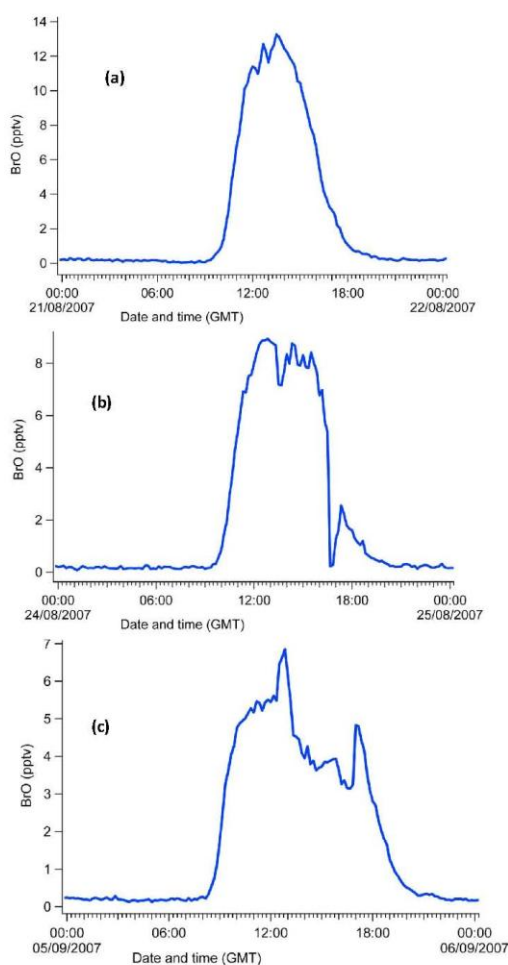 14
12
(a)
10
8
6
4
2
0
BrO (pptv)
00:00 06:00 12:00 18:00 00:00
21/08/2007 22/08/2007
Date and time (GMT)
8
(b)
6
4
2
0
BrO (pptv)
00:00 06:00 12:00 18:00 00:00
24/08/2007 25/08/2007
Date and time (GMT)
7
6
(c)
5
4
3
2
1
0
BrO (pptv)
00:00 06:00 12:00 18:00 00:00
05/09/2007 06/09/2007
Date and time (GMT)